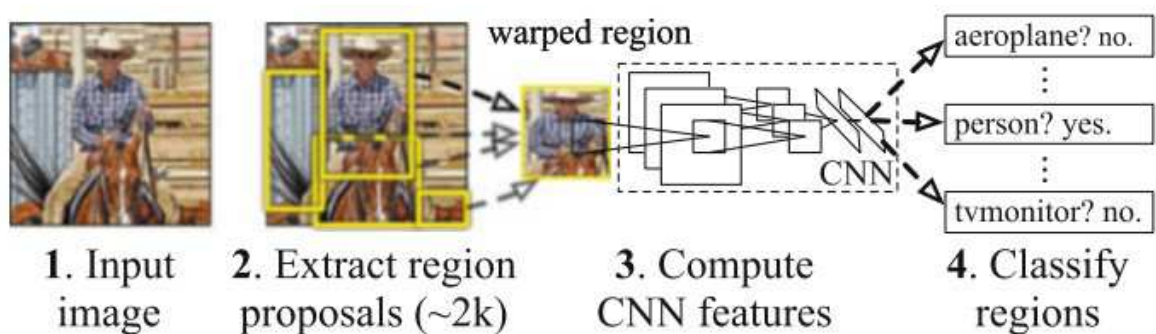 warped region
aeroplane? no.
person? yes.
CNN
tvmonitor? no.
1. Input
image
2. Extract region
proposals (~2k)
3. Compute
CNN features
4. Classify
regions